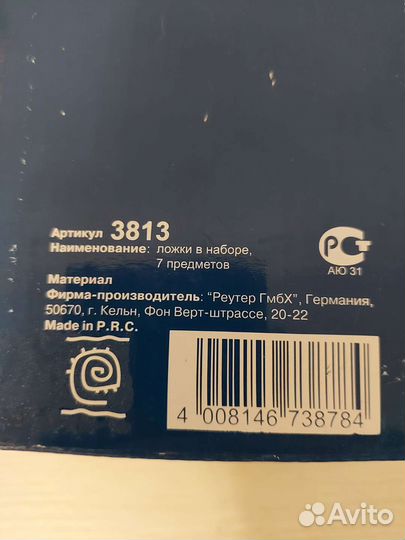 Артикул 3813
Наименование: ложки в наборе,
7 предметов
РСТ
АЮ 31
Материал
Фирма-производитель: "Реутер ГмбХ", Германия,
50670, г. Кельн, Фон Верт-штрассе, 20-22
Made in P.R.C.
4 008146 738784
Avito